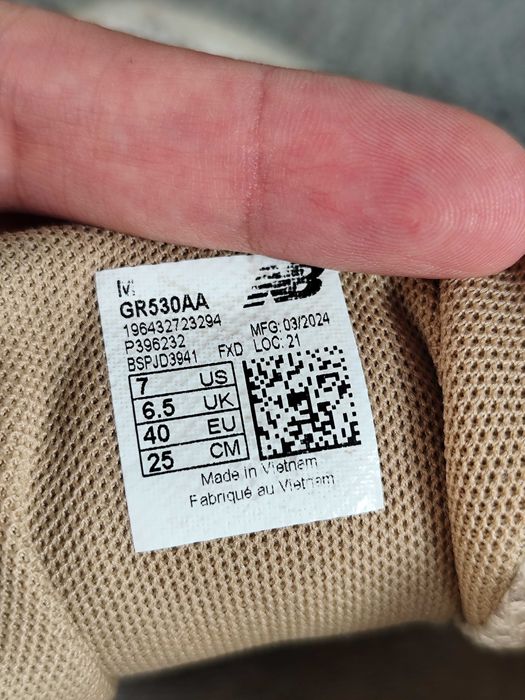 M
NB
GR530AA
196432723294 MFG: 03/2024
P396232 LOC: 21
BSPJD3941 FXD
7 US
6.5 UK
40 EU
25 CM
Made in Vietnam
Fabriqué au Vietnam